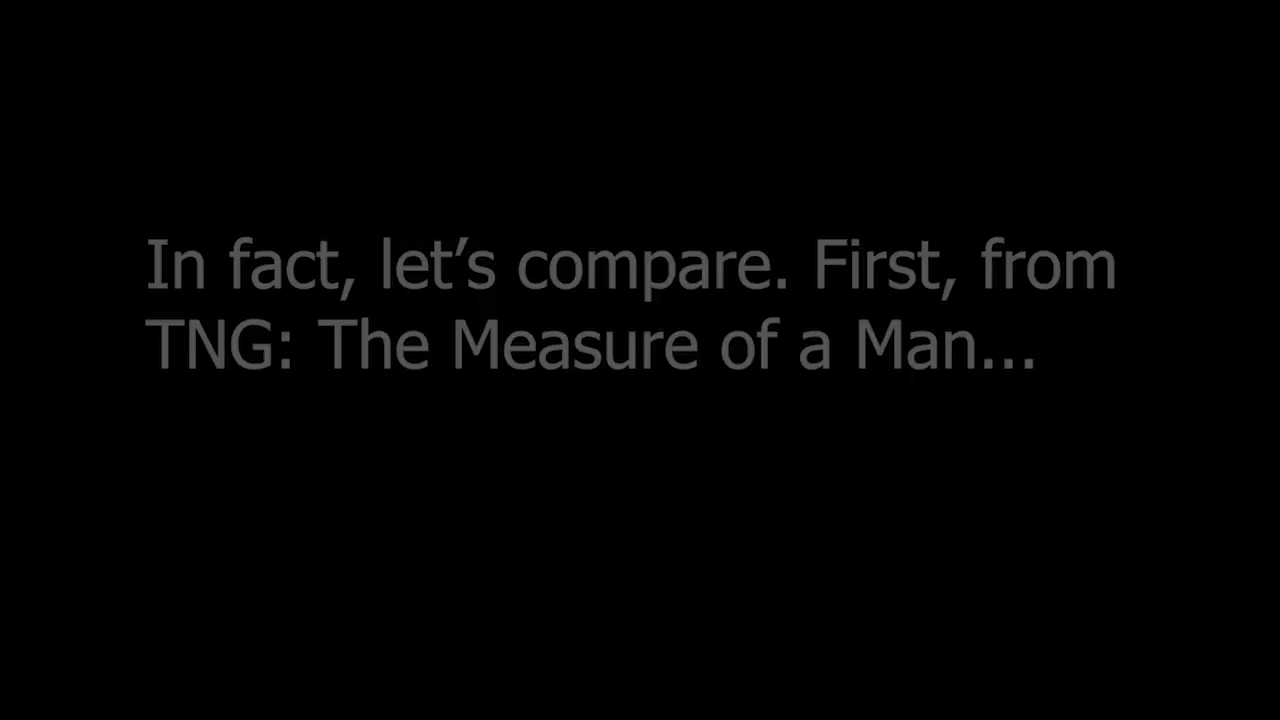 In fact, let’s compare. First, from
TNG: The Measure of a Man...